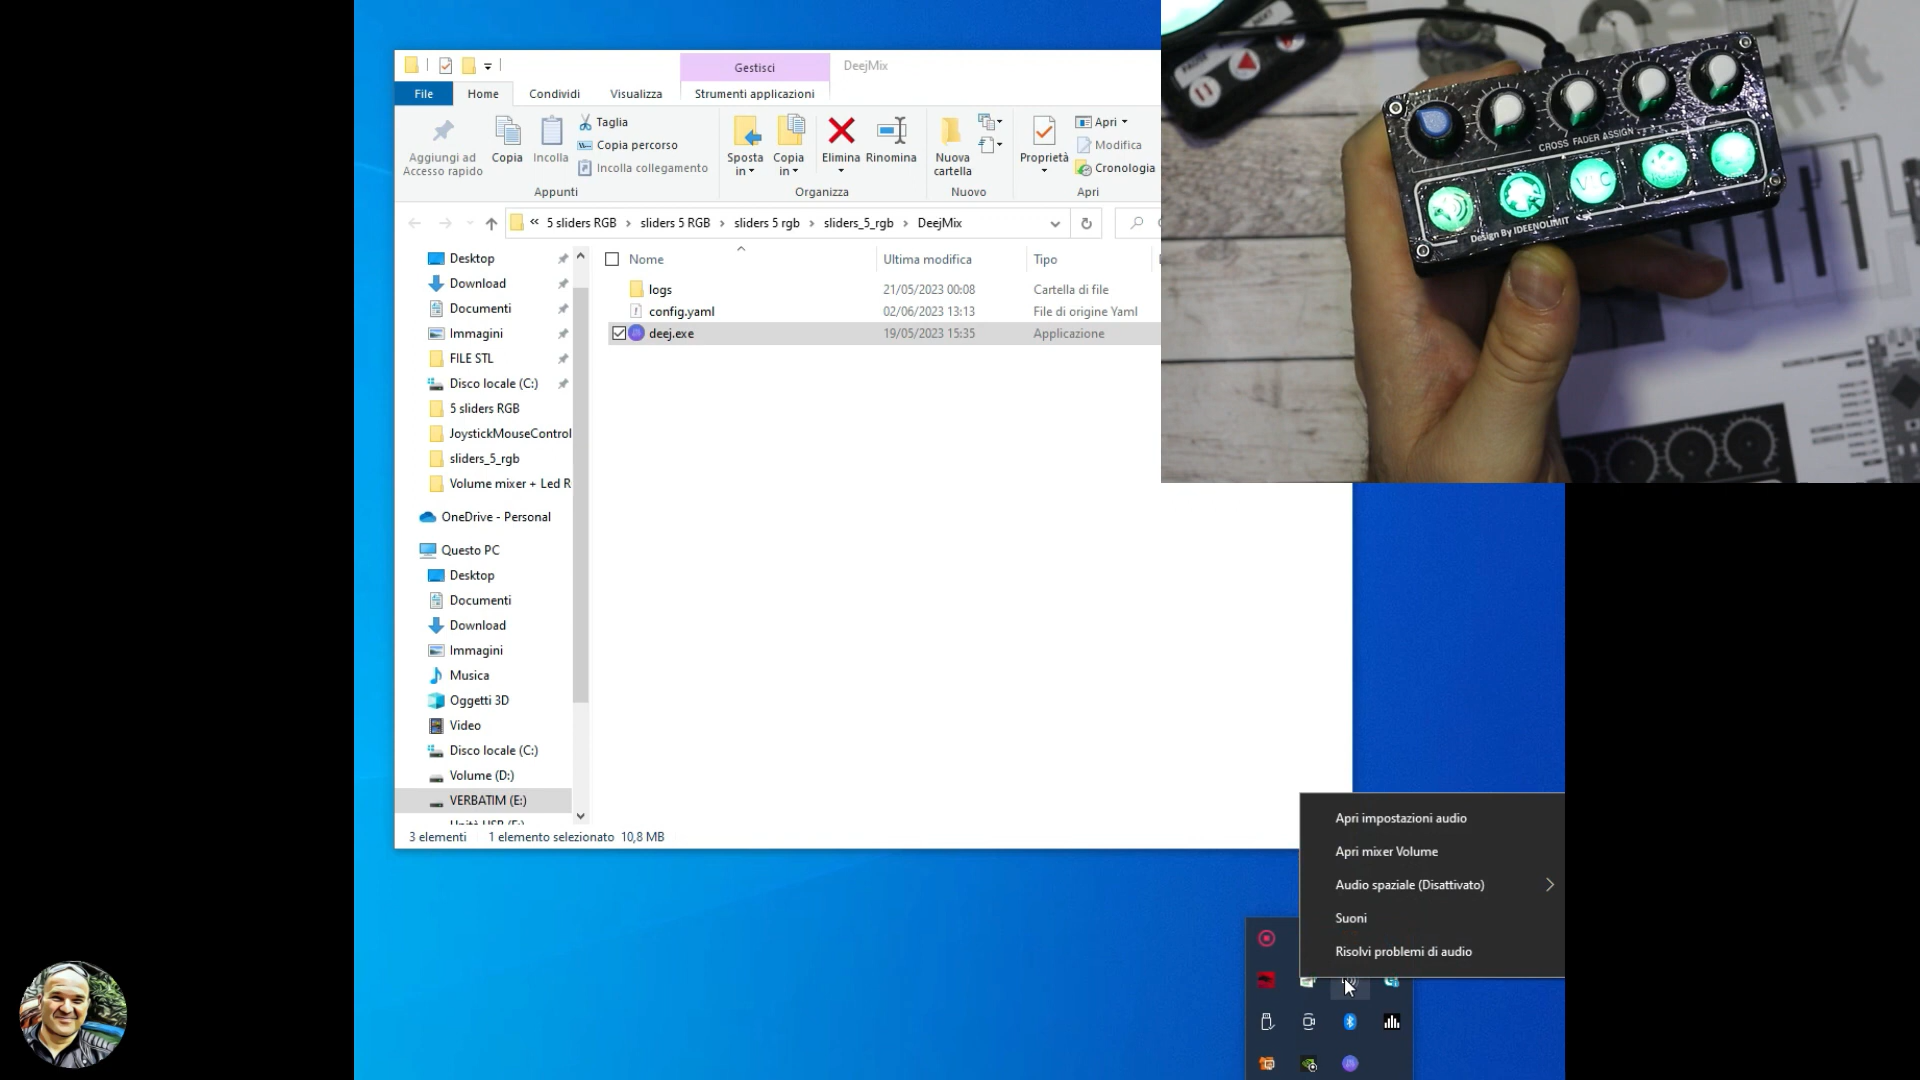 Gestisci
DeejMix
File
Home
Condividi
Visualizza
Strumenti applicazioni
Aggiungi ad
Accesso rapido
Copia
Incolla
Taglia
Copia percorso
Incolla collegamento
Appunti
Sposta
in
Copia
in
Elimina
Rinomina
Organizza
Nuova
cartella
Nuovo
Proprietà
Apri
Modifica
Cronologia
Apri
« 5 sliders RGB › sliders 5 RGB › sliders 5 rgb › sliders_5_rgb › DeejMix
Desktop
Download
Documenti
Immagini
FILE STL
Disco locale (C:)
5 sliders RGB
JoystickMouseControl
sliders_5_rgb
Volume mixer + Led R
OneDrive - Personal
Questo PC
Desktop
Documenti
Download
Immagini
Musica
Oggetti 3D
Video
Disco locale (C:)
Volume (D:)
VERBATIM (E:)
Nome
Ultima modifica
Tipo
logs
21/05/2023 00:08
Cartella di file
config.yaml
02/06/2023 13:13
File di origine Yaml
deej.exe
19/05/2023 15:35
Applicazione
3 elementi
1 elemento selezionato 10,8 MB
Apri impostazioni audio
Apri mixer Volume
Audio spaziale (Disattivato)
Suoni
Risolvi problemi di audio
PAUSE
NEXT
CROSS FADER ASSIGN
Design By IDEENOLIMIT